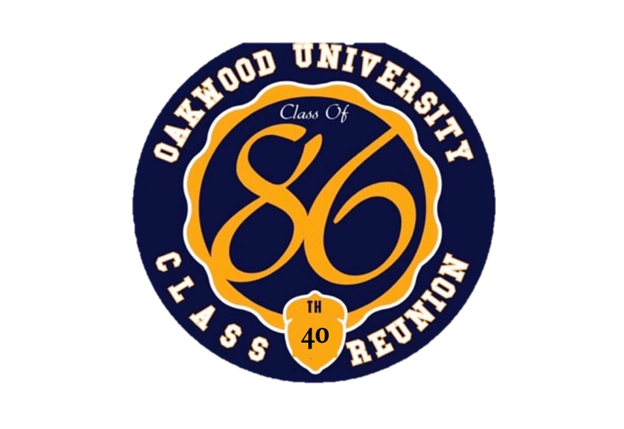 OAKWOOD UNIVERSITY
Class Of
86
TH
40
CLASS REUNION